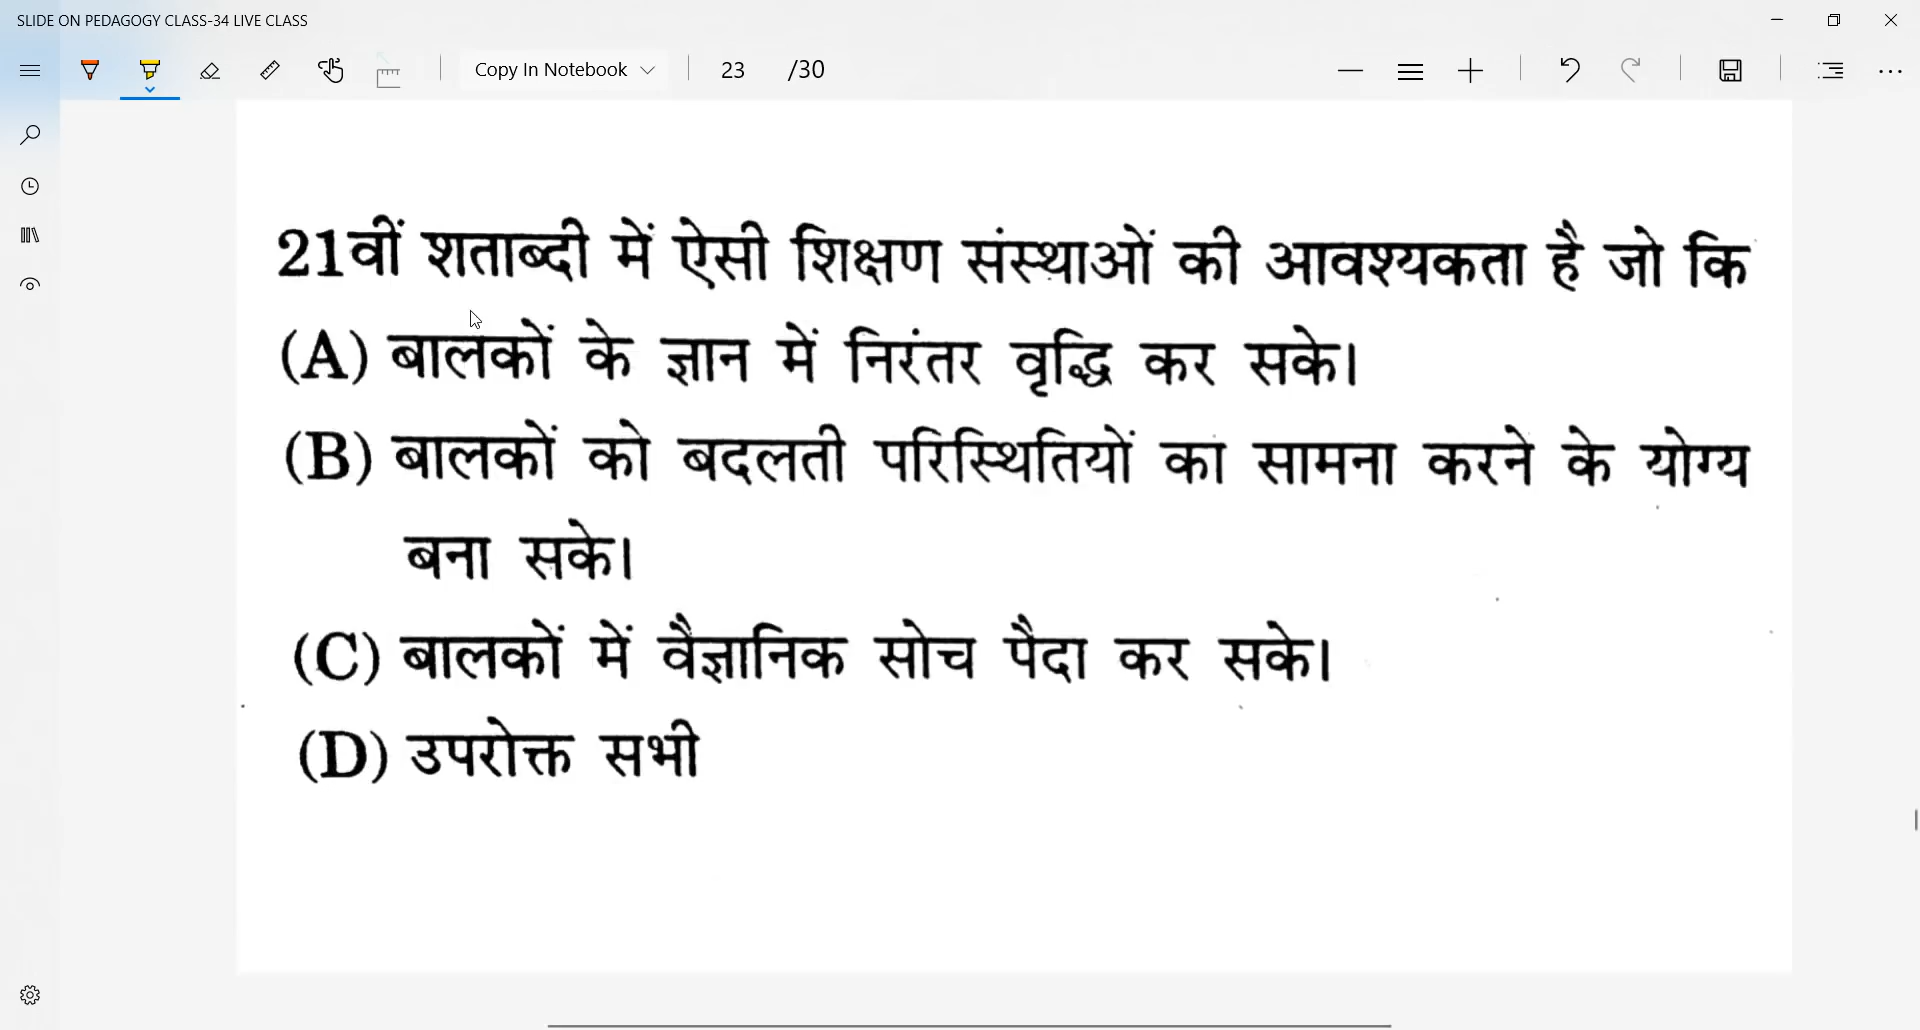 SLIDE ON PEDAGOGY CLASS-34 LIVE CLASS
Copy In Notebook 23 /30
21वीं शताब्दी में ऐसी शिक्षण संस्थाओं की आवश्यकता है जो कि
(A) बालकों के ज्ञान में निरंतर वृद्धि कर सके।
(B) बालकों को बदलती परिस्थितियों का सामना करने के योग्य
बना सके।
(C) बालकों में वैज्ञानिक सोच पैदा कर सके।
(D) उपरोक्त सभी